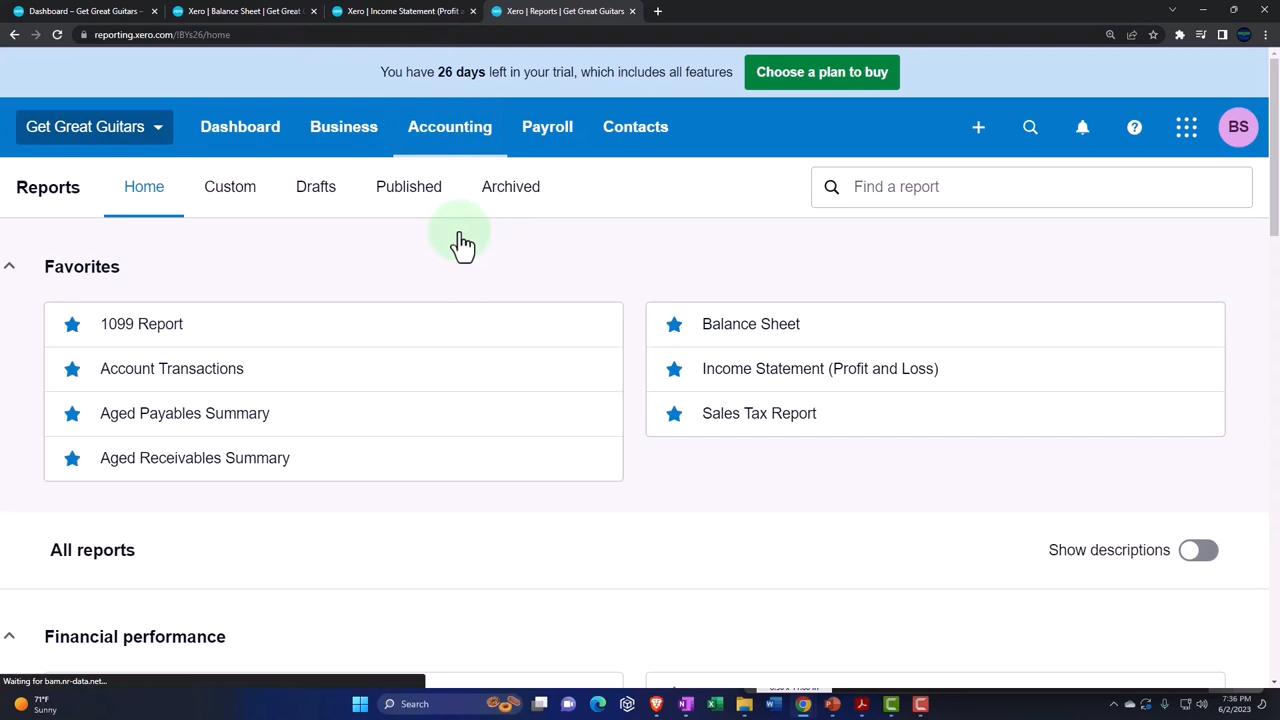 Dashboard – Great Guitars –
Xero | Balance Sheet | Get Great
Xero | Income Statement (Profit a
Xero | Reports | Get Great Guitars
reporting.xero.com/!BYs26/home
You have 26 days left in your trial, which includes all features
Choose a plan to buy
Get Great Guitars
Dashboard
Business
Accounting
Payroll
Contacts
BS
Reports
Home
Custom
Drafts
Published
Archived
Find a report
Favorites
1099 Report
Balance Sheet
Account Transactions
Income Statement (Profit and Loss)
Aged Payables Summary
Sales Tax Report
Aged Receivables Summary
All reports
Show descriptions
Financial performance
Waiting for bam.nr-data.net...
71°F
Sunny
Search
7:36 PM
6/2/2023